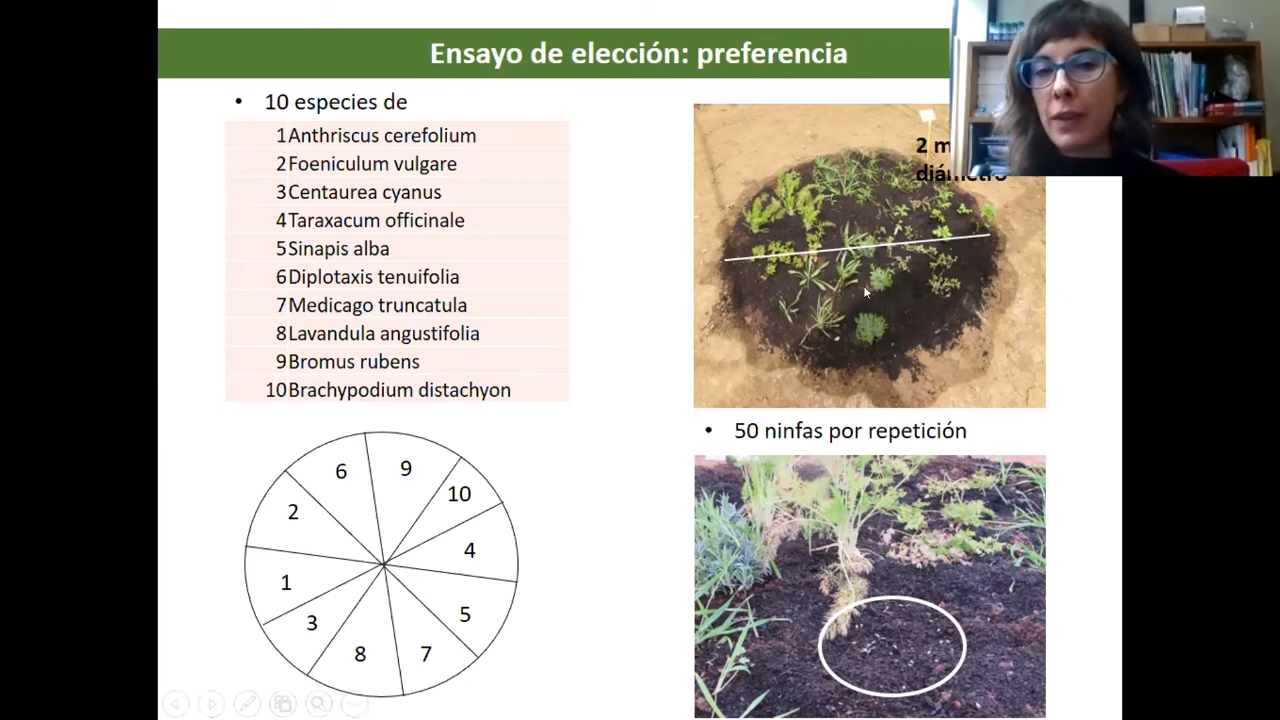 Ensayo de elección: preferencia
• 10 especies de
1 Anthriscus cerefolium
2 Foeniculum vulgare
3 Centaurea cyanus
4 Taraxacum officinale
5 Sinapis alba
6 Diplotaxis tenuifolia
7 Medicago truncatula
8 Lavandula angustifolia
9 Bromus rubens
10 Brachypodium distachyon
2 m
diámetro
• 50 ninfas por repetición
6
9
10
2
4
1
5
3
8
7